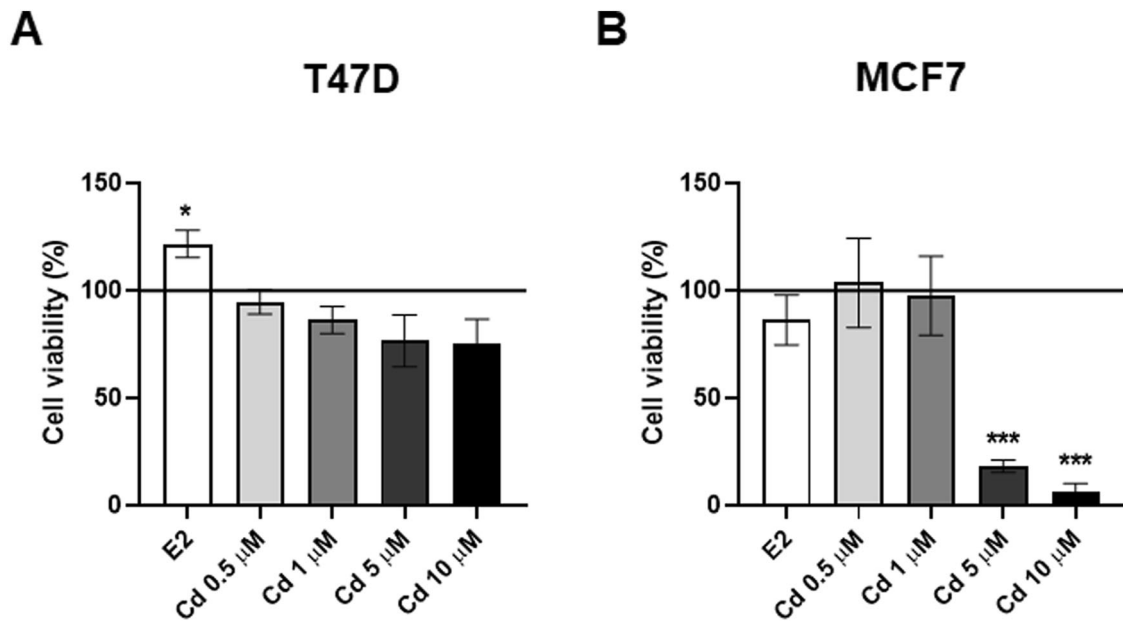 A
T47D
Cell viability (%)
150
100
50
0
*
E2
Cd 0.5 μM
Cd 1 μM
Cd 5 μM
Cd 10 μM
B
MCF7
Cell viability (%)
150
100
50
0
***
***
E2
Cd 0.5 μM
Cd 1 μM
Cd 5 μM
Cd 10 μM